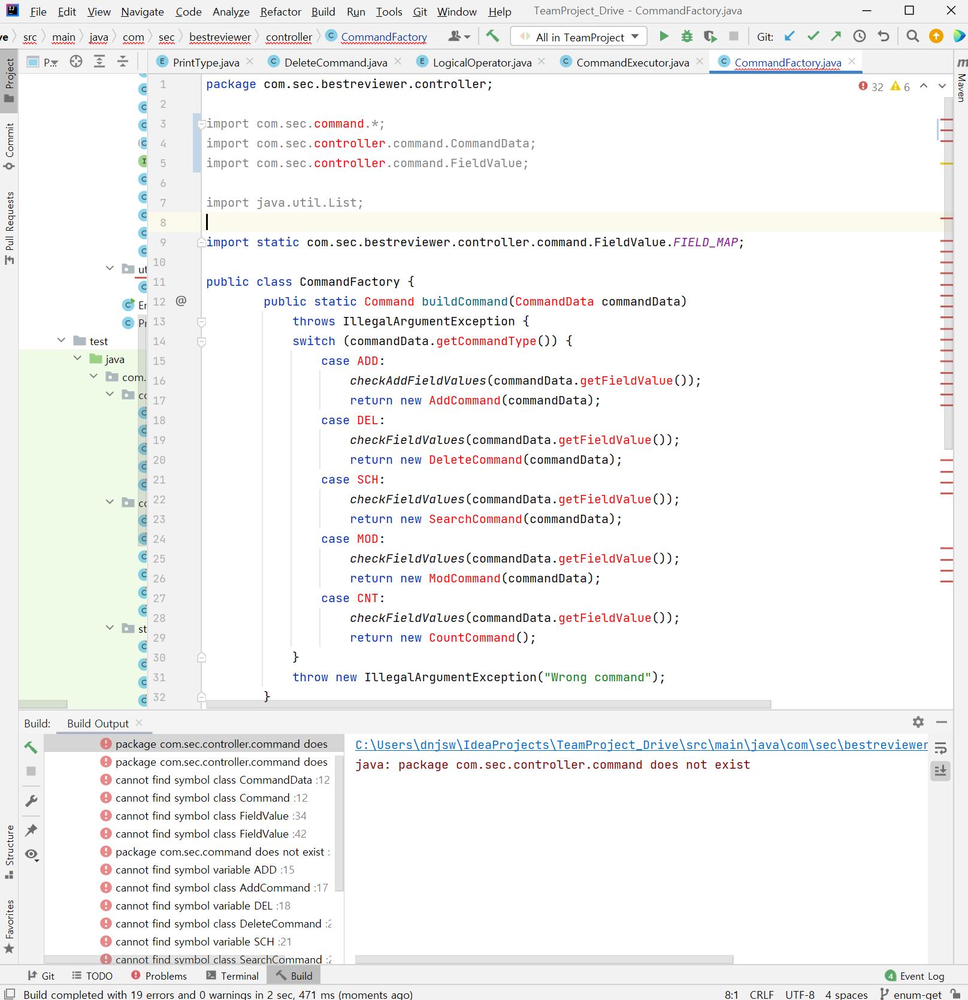 File Edit View Navigate Code Analyze Refactor Build Run Tools Git Window Help TeamProject_Drive - CommandFactory.java
ve src main java com sec bestreviewer controller CommandFactory All in TeamProject Git:
P... PrintType.java DeleteCommand.java LogicalOperator.java CommandExecutor.java CommandFactory.java
Project
Commit
Pull Requests
Structure
Favorites
Maven
32 6
1 package com.sec.bestreviewer.controller;
2
3 import com.sec.command.*;
4 import com.sec.controller.command.CommandData;
5 import com.sec.controller.command.FieldValue;
6
7 import java.util.List;
8
9 import static com.sec.bestreviewer.controller.command.FieldValue.FIELD_MAP;
10
11 public class CommandFactory {
12 @ public static Command buildCommand(CommandData commandData)
13 throws IllegalArgumentException {
14 switch (commandData.getCommandType()) {
15 case ADD:
16 checkAddFieldValues(commandData.getFieldValue());
17 return new AddCommand(commandData);
18 case DEL:
19 checkFieldValues(commandData.getFieldValue());
20 return new DeleteCommand(commandData);
21 case SCH:
22 checkFieldValues(commandData.getFieldValue());
23 return new SearchCommand(commandData);
24 case MOD:
25 checkFieldValues(commandData.getFieldValue());
26 return new ModCommand(commandData);
27 case CNT:
28 checkFieldValues(commandData.getFieldValue());
29 return new CountCommand();
30 }
31 throw new IllegalArgumentException("Wrong command");
32 }
ut
Er
Pr
test
java
com.
co
co
st
Build: Build Output
package com.sec.controller.command does
package com.sec.controller.command does
cannot find symbol class CommandData :12
cannot find symbol class Command :12
cannot find symbol class FieldValue :34
cannot find symbol class FieldValue :42
package com.sec.command does not exist :
cannot find symbol variable ADD :15
cannot find symbol class AddCommand :17
cannot find symbol variable DEL :18
cannot find symbol class DeleteCommand :2
cannot find symbol variable SCH :21
cannot find symbol class SearchCommand :2
C:\Users\dnjsw\IdeaProjects\TeamProject_Drive\src\main\java\com\sec\bestreviewer
java: package com.sec.controller.command does not exist
Git TODO Problems Terminal Build 4 Event Log
Build completed with 19 errors and 0 warnings in 2 sec, 471 ms (moments ago) 8:1 CRLF UTF-8 4 spaces enum-get